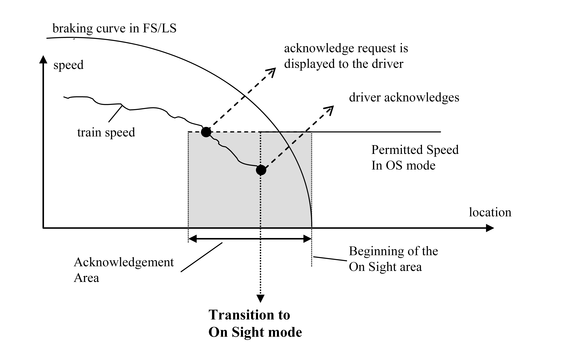 braking curve in FS/LS
acknowledge request is
displayed to the driver
speed
driver acknowledges
train speed
Permitted Speed
In OS mode
location
Acknowledgement
Area
Beginning of the
On Sight area
Transition to
On Sight mode